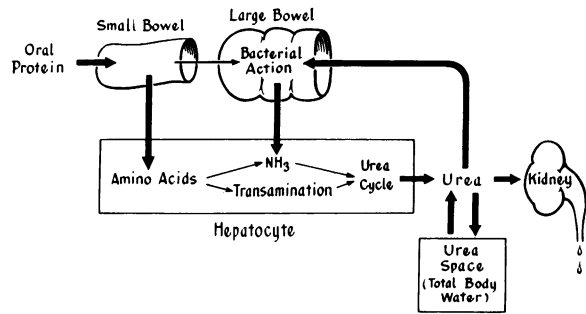 Small Bowel
Large Bowel
Oral
Protein
Bacterial
Action
Amino Acids
NH3
Transamination
Urea
Cycle
Urea
Kidney
Hepatocyte
Urea
Space
(Total Body
Water)